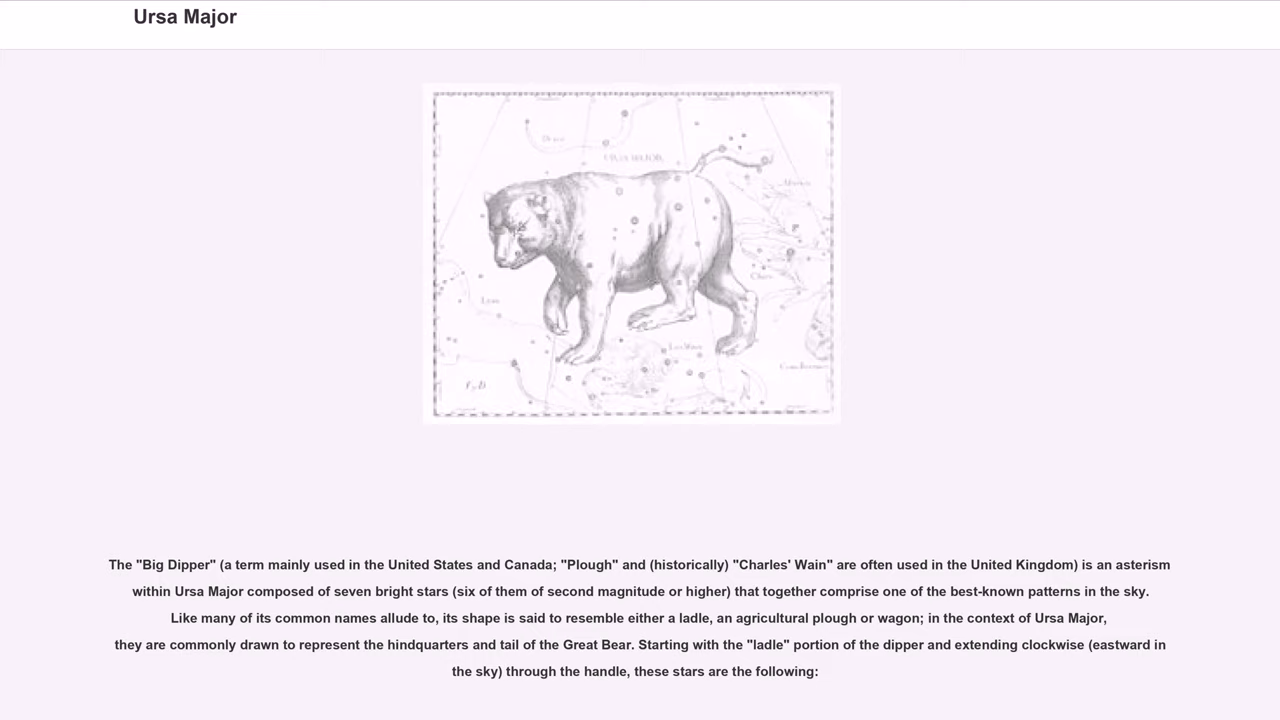 Ursa Major
The "Big Dipper" (a term mainly used in the United States and Canada; "Plough" and (historically) "Charles' Wain" are often used in the United Kingdom) is an asterism
within Ursa Major composed of seven bright stars (six of them of second magnitude or higher) that together comprise one of the best-known patterns in the sky.
Like many of its common names allude to, its shape is said to resemble either a ladle, an agricultural plough or wagon; in the context of Ursa Major,
they are commonly drawn to represent the hindquarters and tail of the Great Bear. Starting with the "ladle" portion of the dipper and extending clockwise (eastward in
the sky) through the handle, these stars are the following: